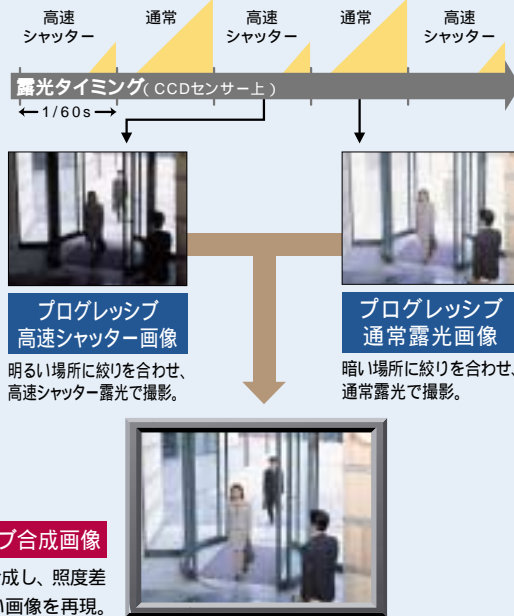 高速
シャッター
通常
高速
シャッター
通常
高速
シャッター
露光タイミング(CCDセンサー上)
1/60s
プログレッシブ
高速シャッター画像
明るい場所に絞りを合わせ、
高速シャッター露光で撮影。
プログレッシブ
通常露光画像
暗い場所に絞りを合わせ、
通常露光で撮影。
ブ合成画像
成し、照度差
い画像を再現。